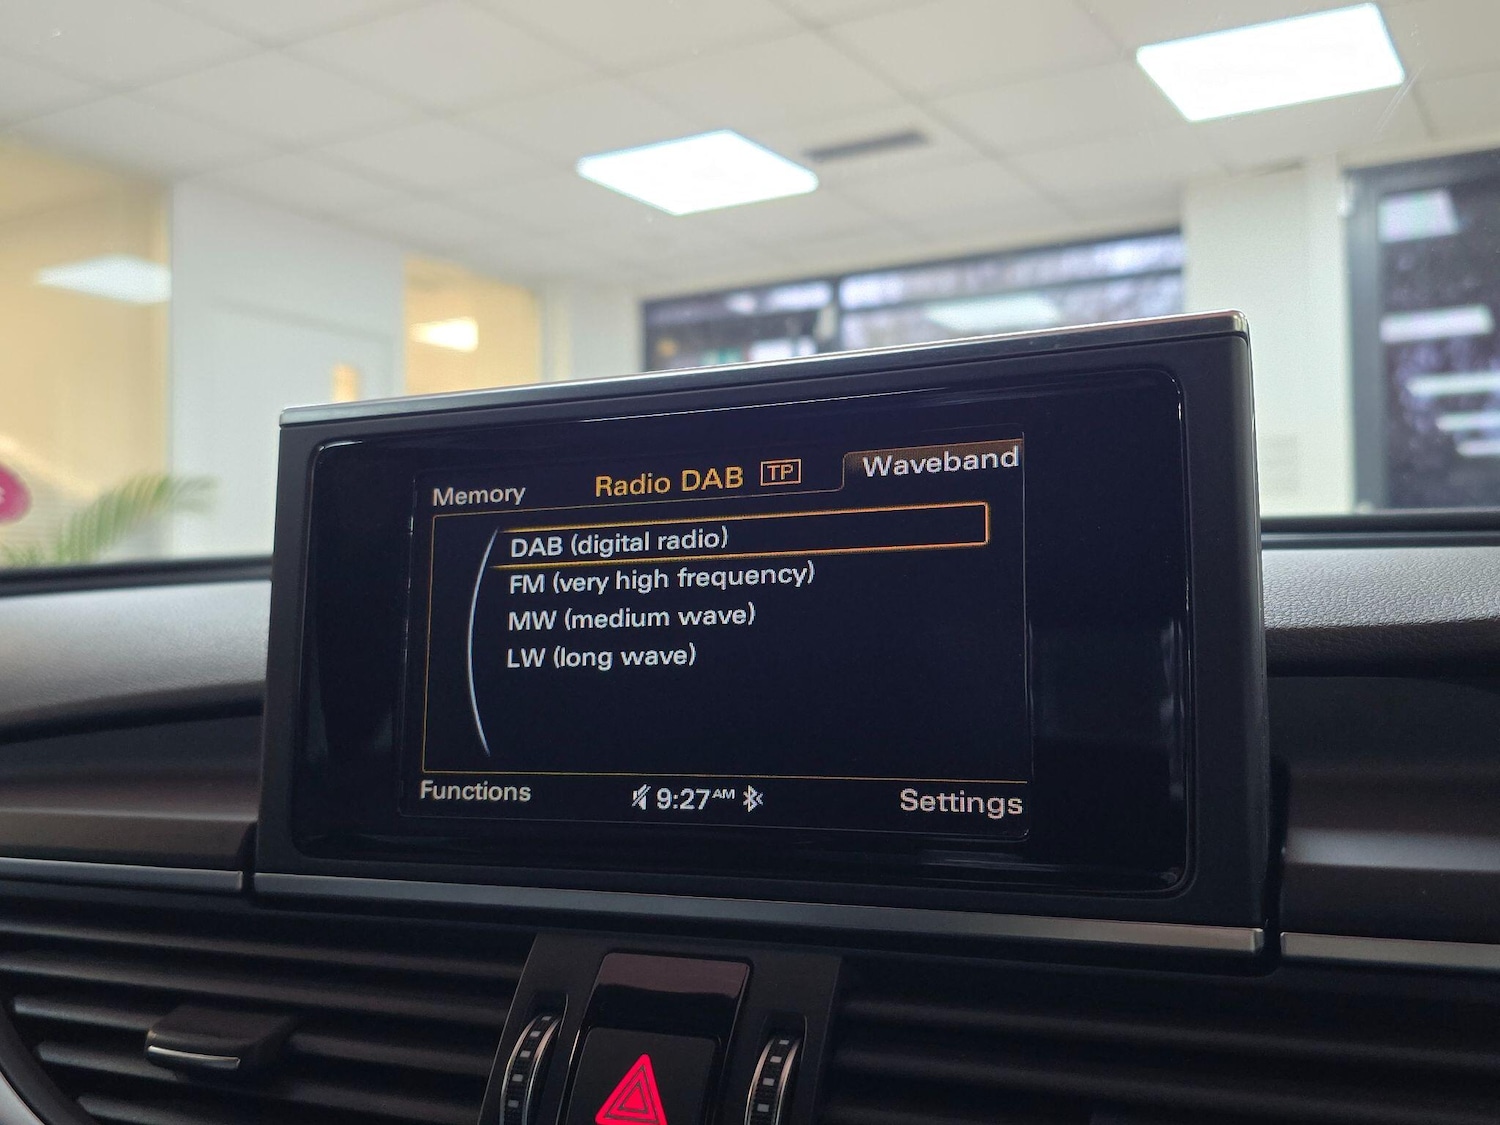 Memory
Radio DAB TP
Waveband
DAB (digital radio)
FM (very high frequency)
MW (medium wave)
LW (long wave)
Functions
9:27AM
Settings